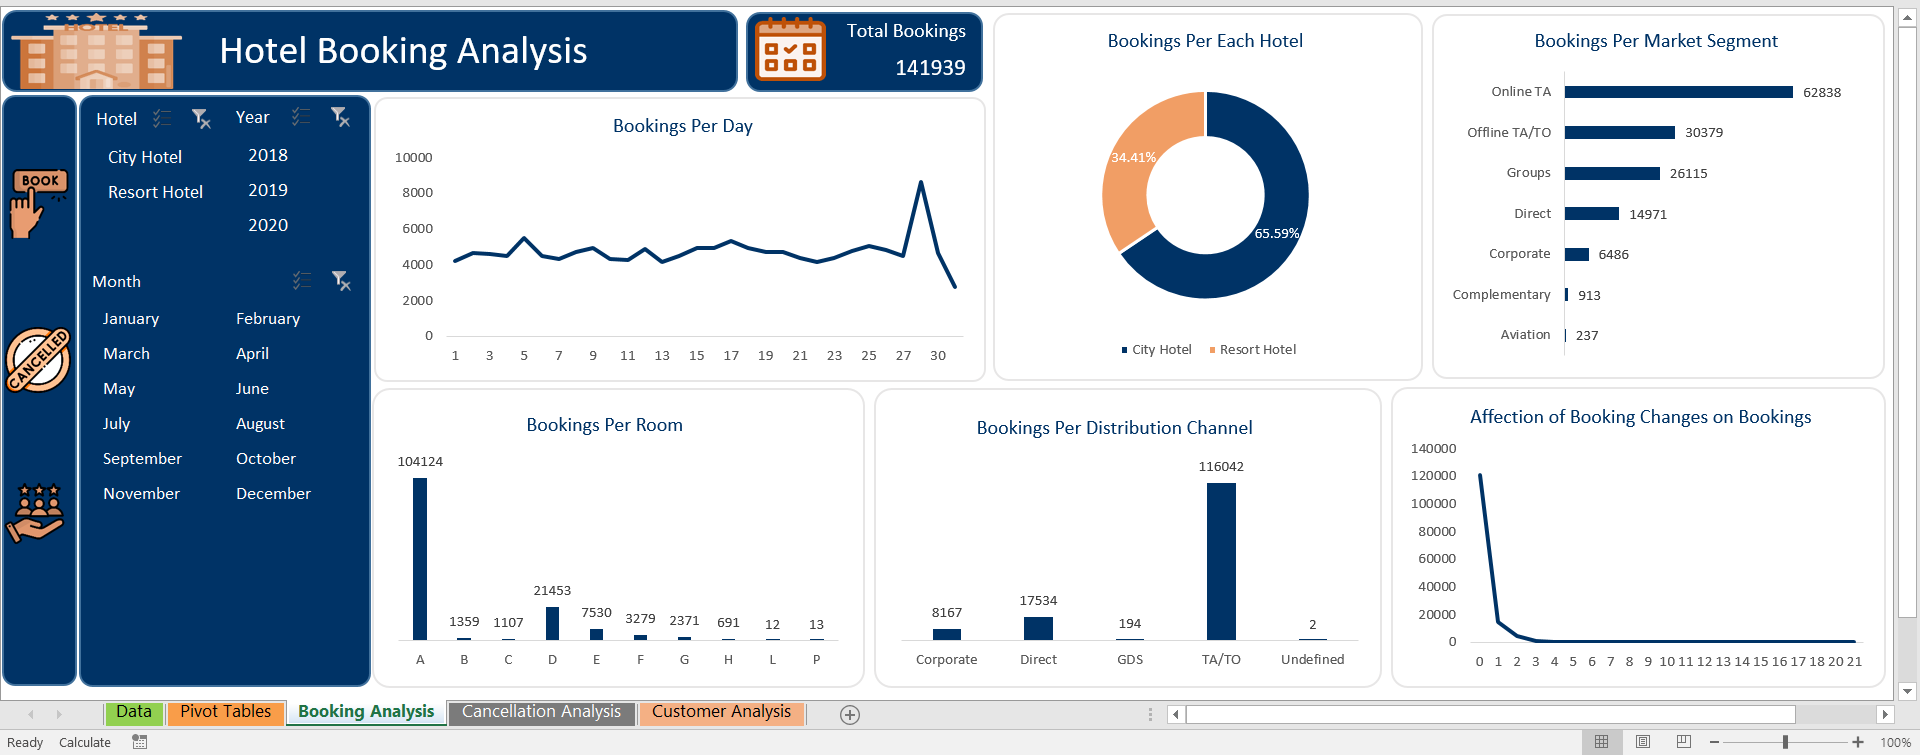 HOTEL
Hotel Booking Analysis
Total Bookings
141939
BOOK
CANCELLED
Hotel
City Hotel
Resort Hotel
Year
2018
2019
2020
Month
January February
March April
May June
July August
September October
November December
Bookings Per Day
10000
8000
6000
4000
2000
0
1 3 5 7 9 11 13 15 17 19 21 23 25 27 30
Bookings Per Each Hotel
34.41%
65.59%
City Hotel Resort Hotel
Bookings Per Market Segment
Online TA 62838
Offline TA/TO 30379
Groups 26115
Direct 14971
Corporate 6486
Complementary 913
Aviation 237
Bookings Per Room
104124
1359
1107
21453
7530
3279
2371
691
12
13
A B C D E F G H L P
Bookings Per Distribution Channel
8167
17534
194
116042
2
Corporate Direct GDS TA/TO Undefined
Affection of Booking Changes on Bookings
140000
120000
100000
80000
60000
40000
20000
0
0 1 2 3 4 5 6 7 8 9 10 11 12 13 14 15 16 17 18 19 20 21
Data Pivot Tables Booking Analysis Cancellation Analysis Customer Analysis
Ready Calculate 100%